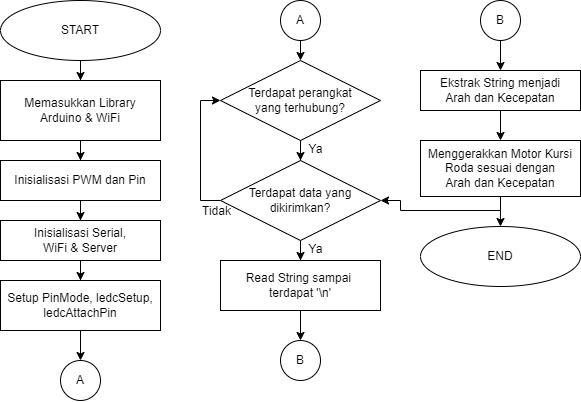 START
Memasukkan Library
Arduino & WiFi
Inisialisasi PWM dan Pin
Inisialisasi Serial,
WiFi & Server
Setup PinMode, ledcSetup,
ledcAttachPin
A
A
Terdapat perangkat
yang terhubung?
Ya
Terdapat data yang
dikirimkan?
Tidak
Ya
Read String sampai
terdapat '\n'
B
B
Ekstrak String menjadi
Arah dan Kecepatan
Menggerakkan Motor Kursi
Roda sesuai dengan
Arah dan Kecepatan
END